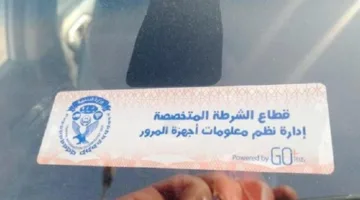 قطاع الشرطة المتخصصة
إدارة نظم معلومات أجهزة المرور
Powered by GO